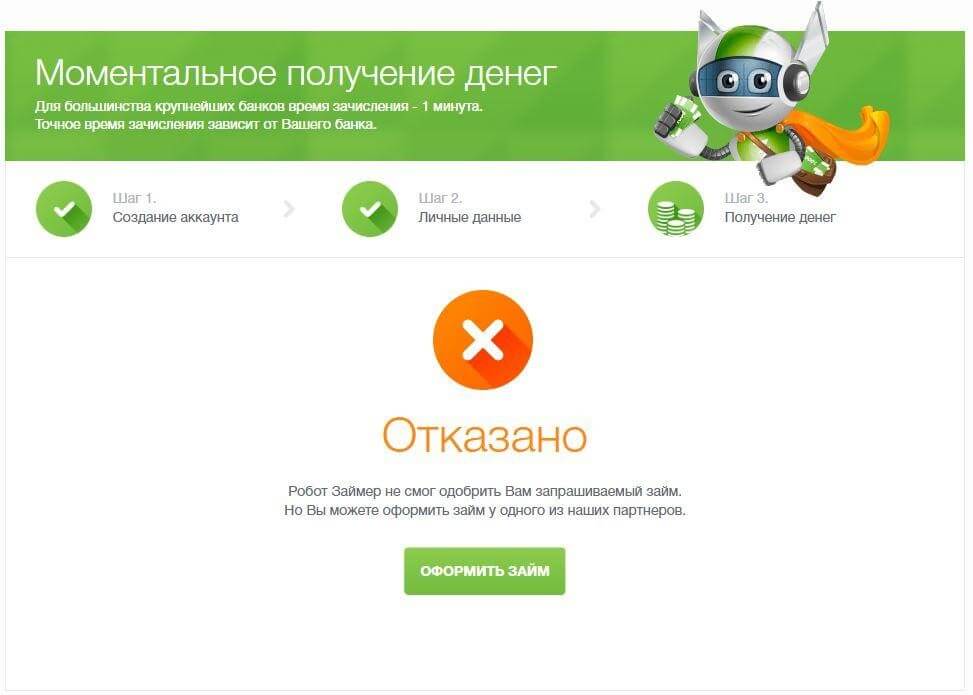 Моментальное получение денег
Для большинства крупнейших банков время зачисления - 1 минута.
Точное время зачисления зависит от Вашего банка.
Шаг 1.
Создание аккаунта
Шаг 2.
Личные данные
Шаг 3.
Получение денег
Отказано
Робот Займер не смог одобрить Вам запрашиваемый займ.
Но Вы можете оформить займ у одного из наших партнеров.
ОФОРМИТЬ ЗАЙМ